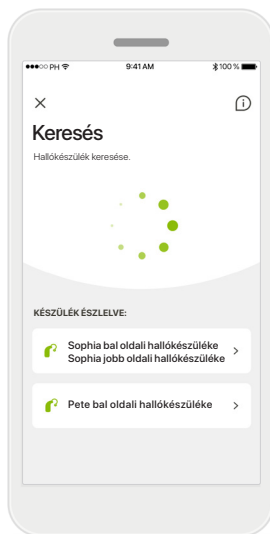 ●●●○○ PH 9:41 AM 100 %
Keresés
Hallókészülék keresése.
KÉSZÜLÉK ÉSZLELVE:
Sophia bal oldali hallókészüléke
Sophia jobb oldali hallókészüléke
Pete bal oldali hallókészüléke